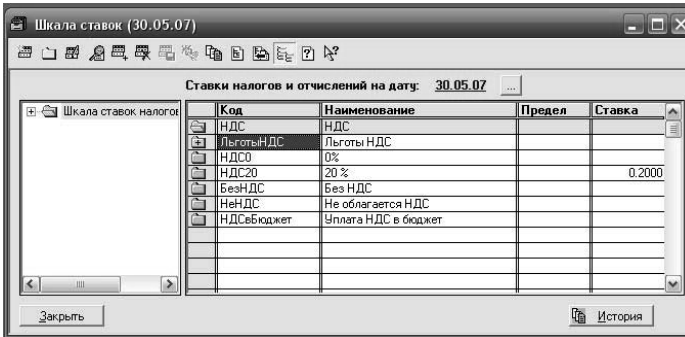 Шкала ставок (30.05.07)
Ставки налогов и отчислений на дату: 30.05.07 ...
Шкала ставок налогов
Код Наименование Предел Ставка
НДС НДС
ЛьготыНДС Льготы НДС
НДС0 0%
НДС20 20 % 0.2000
БезНДС Без НДС
НеНДС Не облагается НДС
НДСвБюджет Уплата НДС в бюджет
Закрыть История